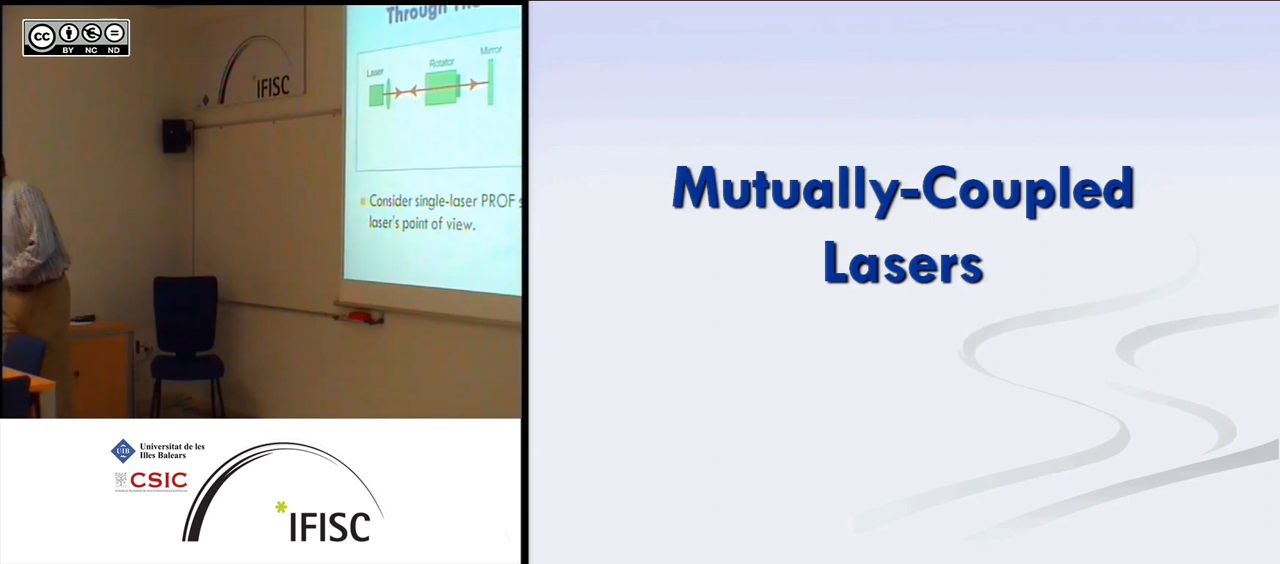 cc
BY NC ND
IFISC
Through
Laser
Rotator
Mirror
Consider single-laser PROF
laser's point of view.
UIB
Universitat de les
Illes Balears
CSIC
*IFISC
Mutually-Coupled
Lasers